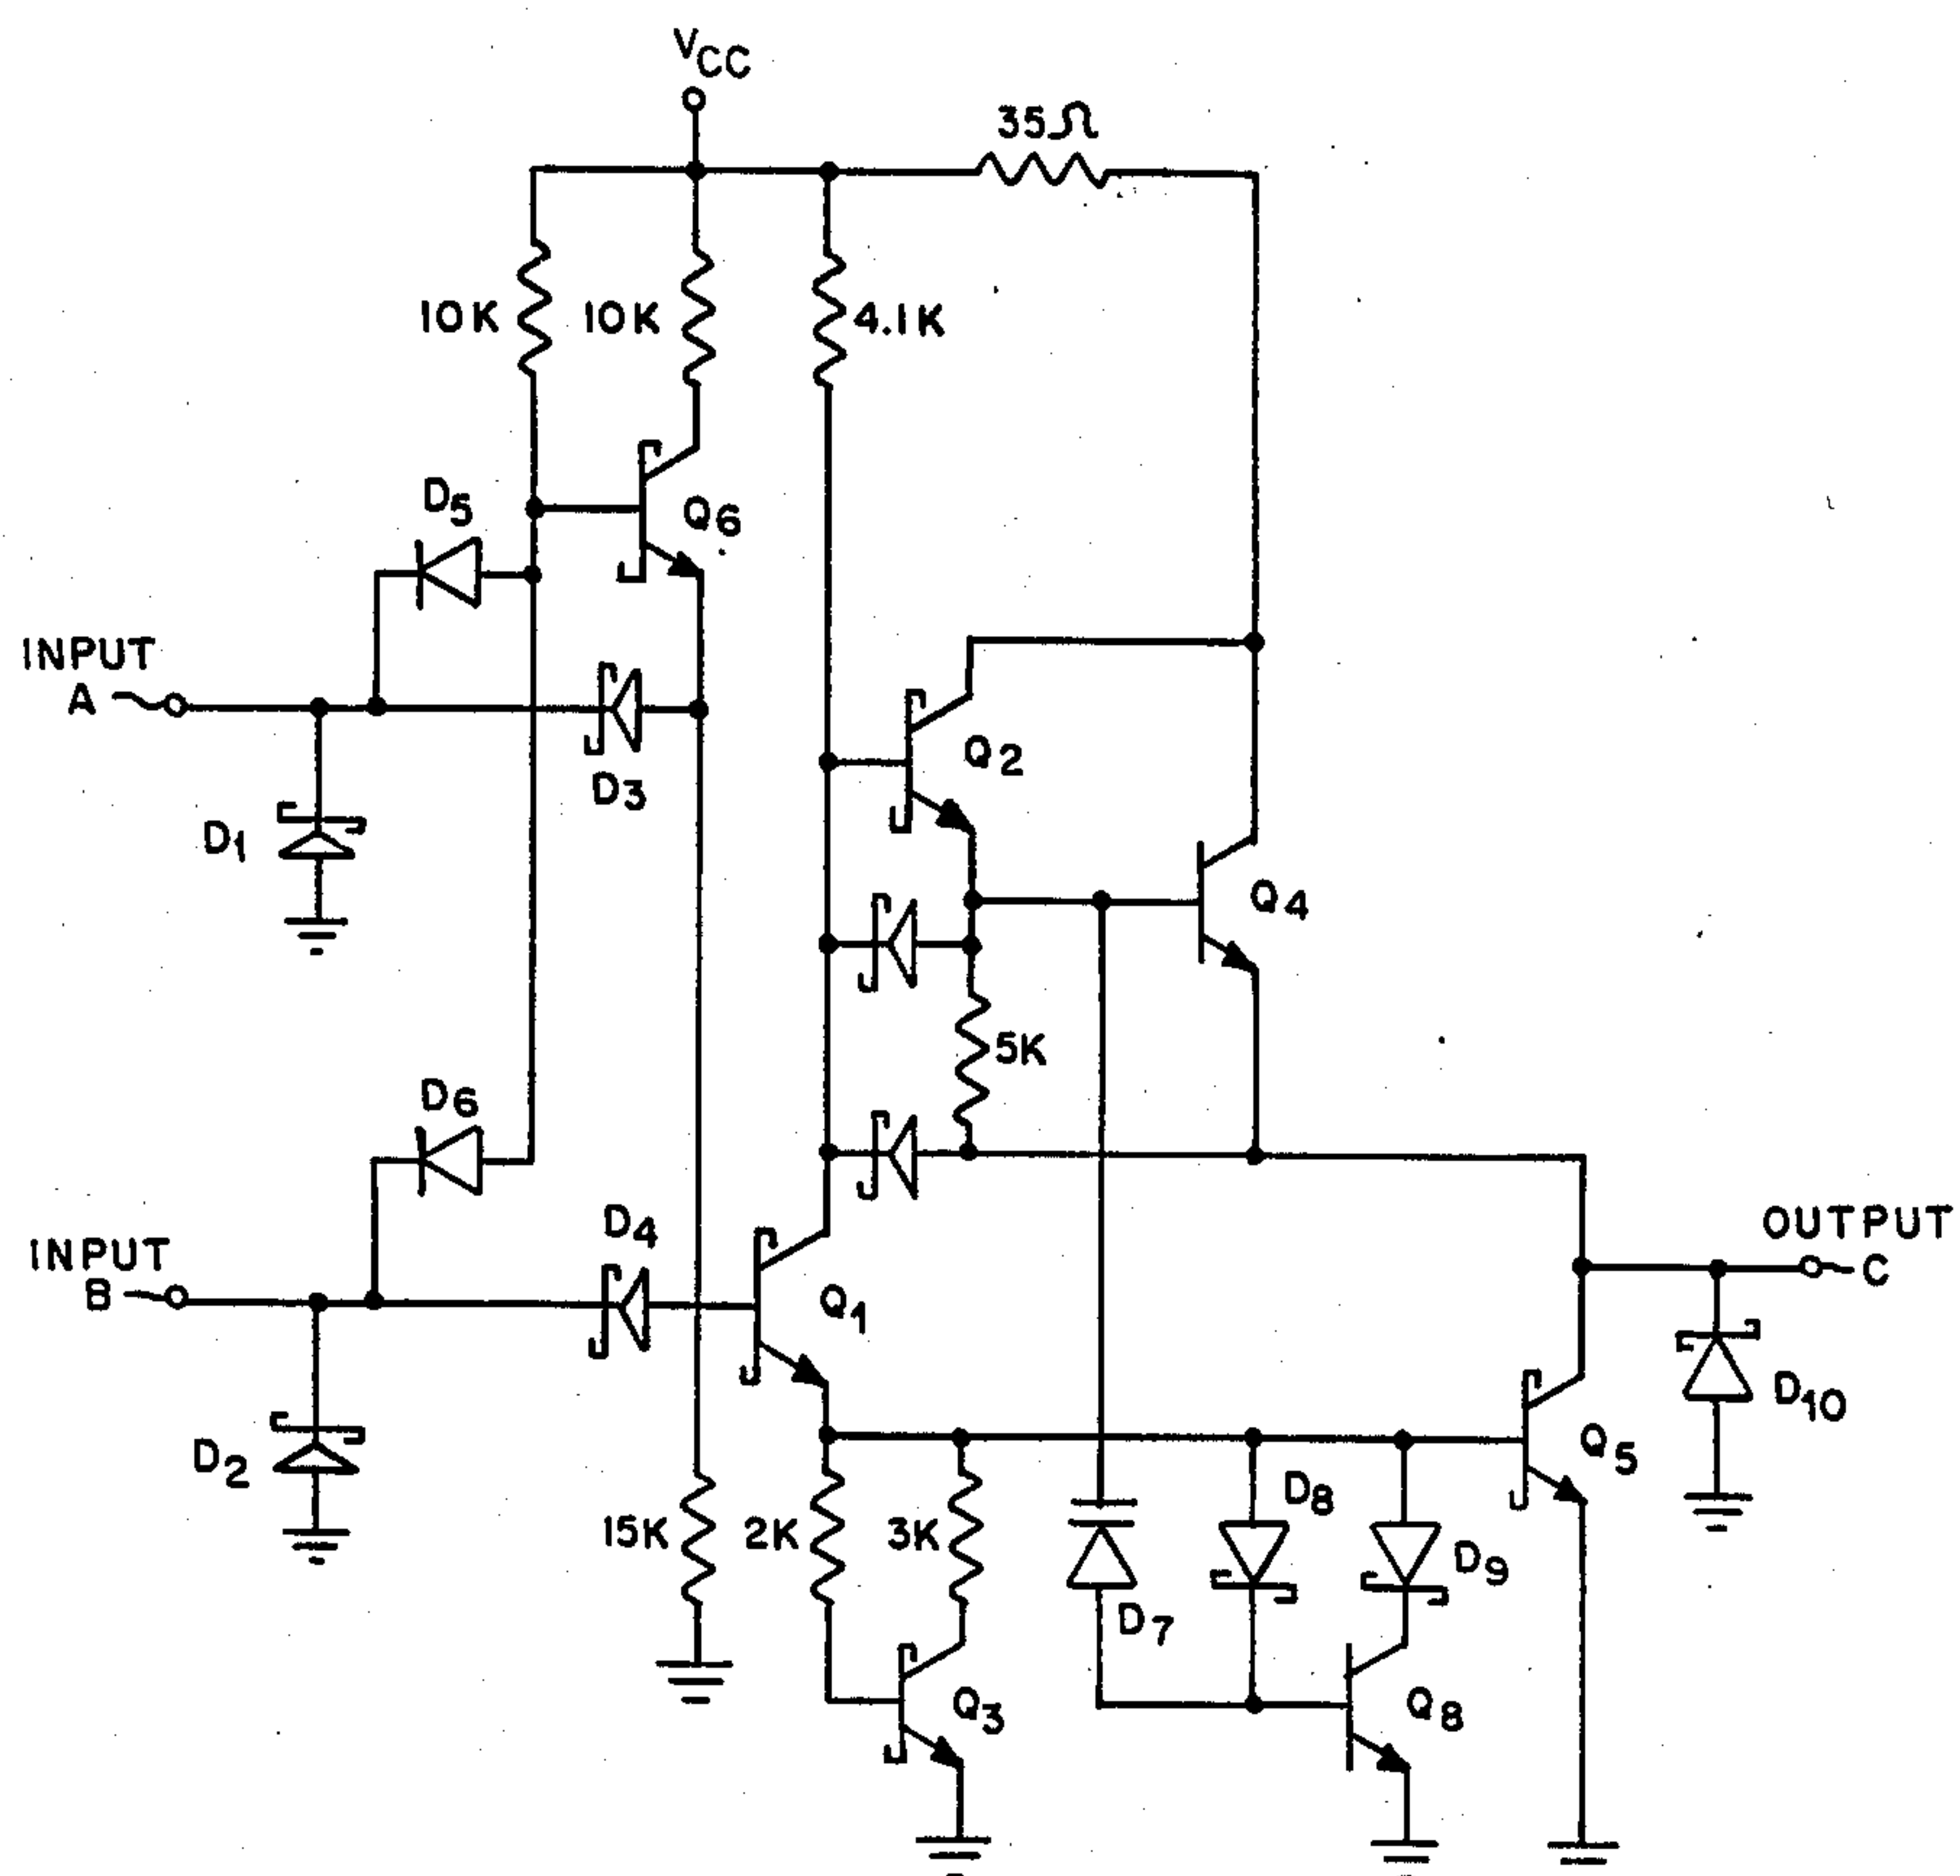 VCC
35Ω
10K
10K
4.1K
D5
Q6
INPUT
A
D3
Q2
D1
Q4
5K
D6
D4
INPUT
B
Q1
OUTPUT
C
D2
D10
Q5
D8
15K
2K
3K
D9
D7
Q3
Q8